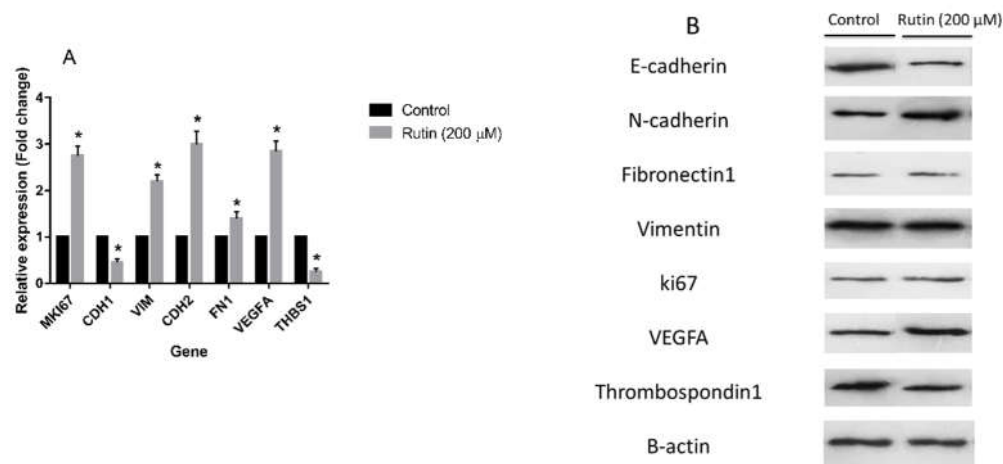 A
Relative expression (Fold change)
4
3
2
1
0
* * * * * * *
MKI67
CDH1
VIM
CDH2
FN1
VEGFA
THBS1
Gene
Control
Rutin (200 µM)
B
Control Rutin (200 µM)
E-cadherin
N-cadherin
Fibronectin1
Vimentin
ki67
VEGFA
Thrombospondin1
B-actin